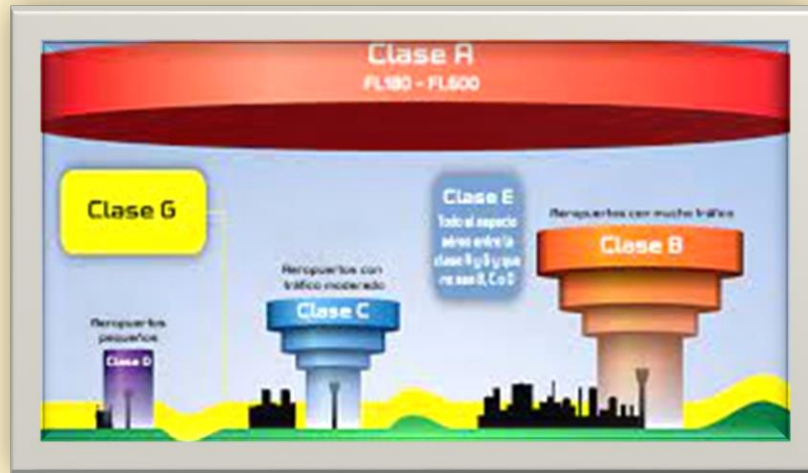 Clase A
FL180 - FL600
Clase G
Clase E
Todo el espacio
aéreo entre la
clase A y G y que
no sea B, C o D
Aeropuertos con mucho tráfico
Clase B
Aeropuertos con
tráfico moderado
Clase C
Aeropuertos
pequeños
Clase D